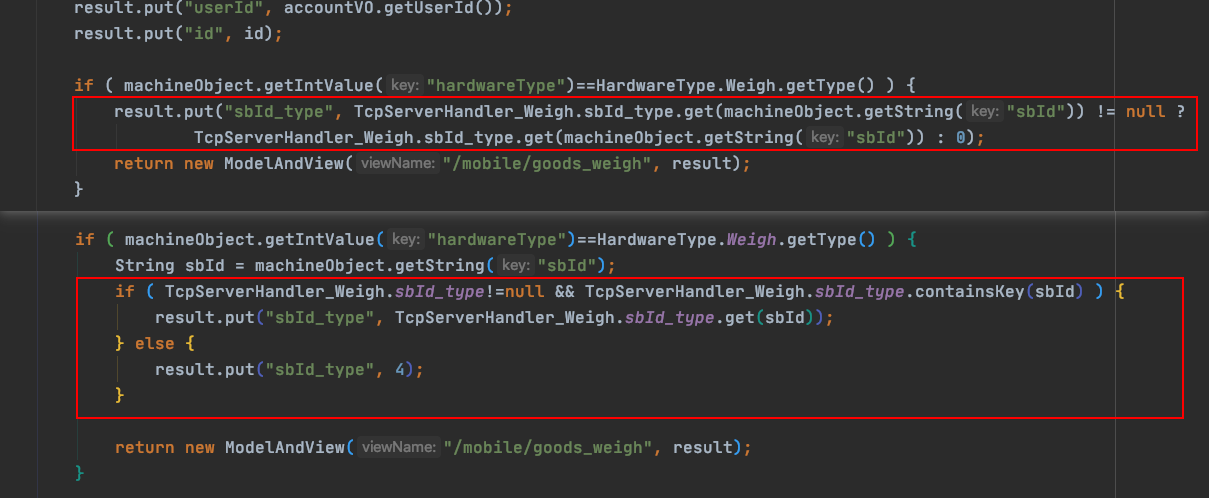 result.put("userId", accountVO.getUserId());
result.put("id", id);
if ( machineObject.getIntValue( key: "hardwareType")==HardwareType.Weigh.getType() ) {
result.put("sbId_type", TcpServerHandler_Weigh.sbId_type.get(machineObject.getString( key: "sbId")) != null ?
TcpServerHandler_Weigh.sbId_type.get(machineObject.getString( key: "sbId")) : 0);
return new ModelAndView( viewName: "/mobile/goods_weigh", result);
}
if ( machineObject.getIntValue( key: "hardwareType")==HardwareType.Weigh.getType() ) {
String sbId = machineObject.getString( key: "sbId");
if ( TcpServerHandler_Weigh.sbId_type!=null && TcpServerHandler_Weigh.sbId_type.containsKey(sbId) ) {
result.put("sbId_type", TcpServerHandler_Weigh.sbId_type.get(sbId));
} else {
result.put("sbId_type", 4);
}
return new ModelAndView( viewName: "/mobile/goods_weigh", result);
}